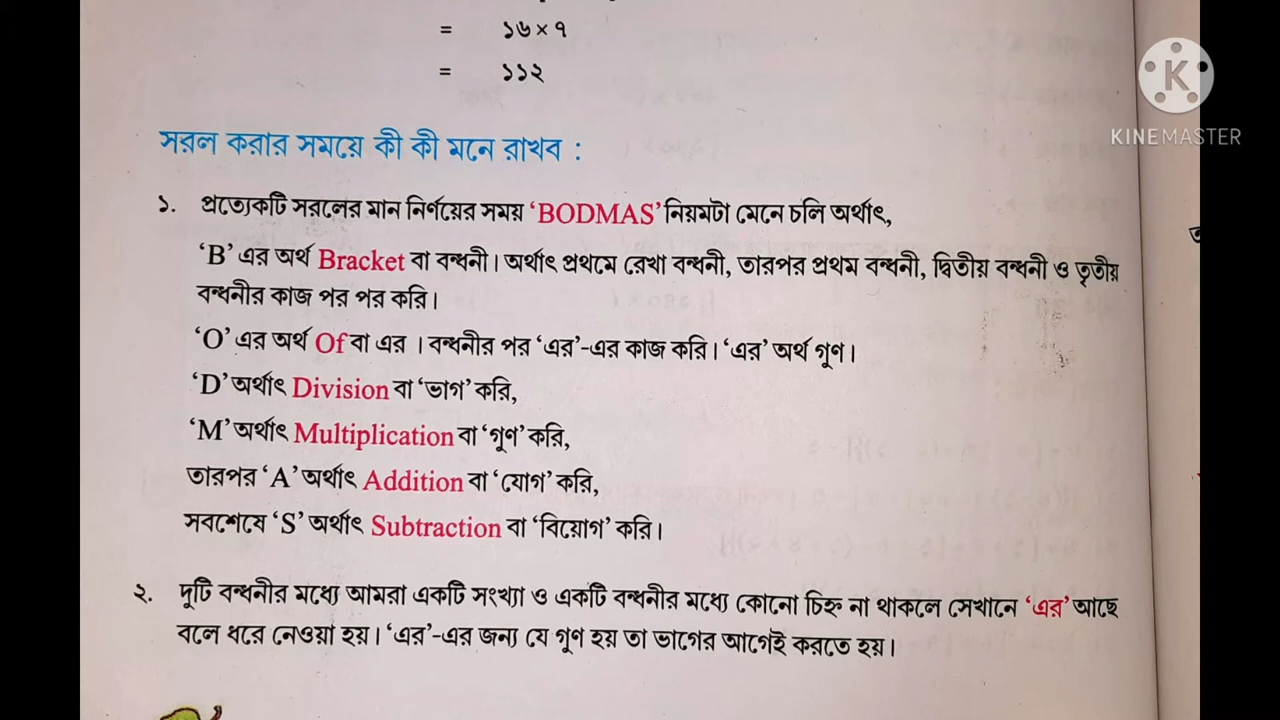 = ১৬ × ৭
= ১১২
KINEMASTER
সরল করার সময়ে কী কী মনে রাখব :
১. প্রত্যেকটি সরলের মান নির্ণয়ের সময় ‘BODMAS’ নিয়মটা মেনে চলি অর্থাৎ,
‘B’ এর অর্থ Bracket বা বন্ধনী। অর্থাৎ প্রথমে রেখা বন্ধনী, তারপর প্রথম বন্ধনী, দ্বিতীয় বন্ধনী ও তৃতীয়
বন্ধনীর কাজ পর পর করি।
‘O’ এর অর্থ Of বা এর । বন্ধনীর পর ‘এর’-এর কাজ করি। ‘এর’ অর্থ গুণ।
‘D’ অর্থাৎ Division বা ‘ভাগ’ করি,
‘M’ অর্থাৎ Multiplication বা ‘গুণ’ করি,
তারপর ‘A’ অর্থাৎ Addition বা ‘যোগ’ করি,
সবশেষে ‘S’ অর্থাৎ Subtraction বা ‘বিয়োগ’ করি।
২. দুটি বন্ধনীর মধ্যে আমরা একটি সংখ্যা ও একটি বন্ধনীর মধ্যে কোনো চিহ্ন না থাকলে সেখানে ‘এর’ আছে
বলে ধরে নেওয়া হয়। ‘এর’-এর জন্য যে গুণ হয় তা ভাগের আগেই করতে হয়।